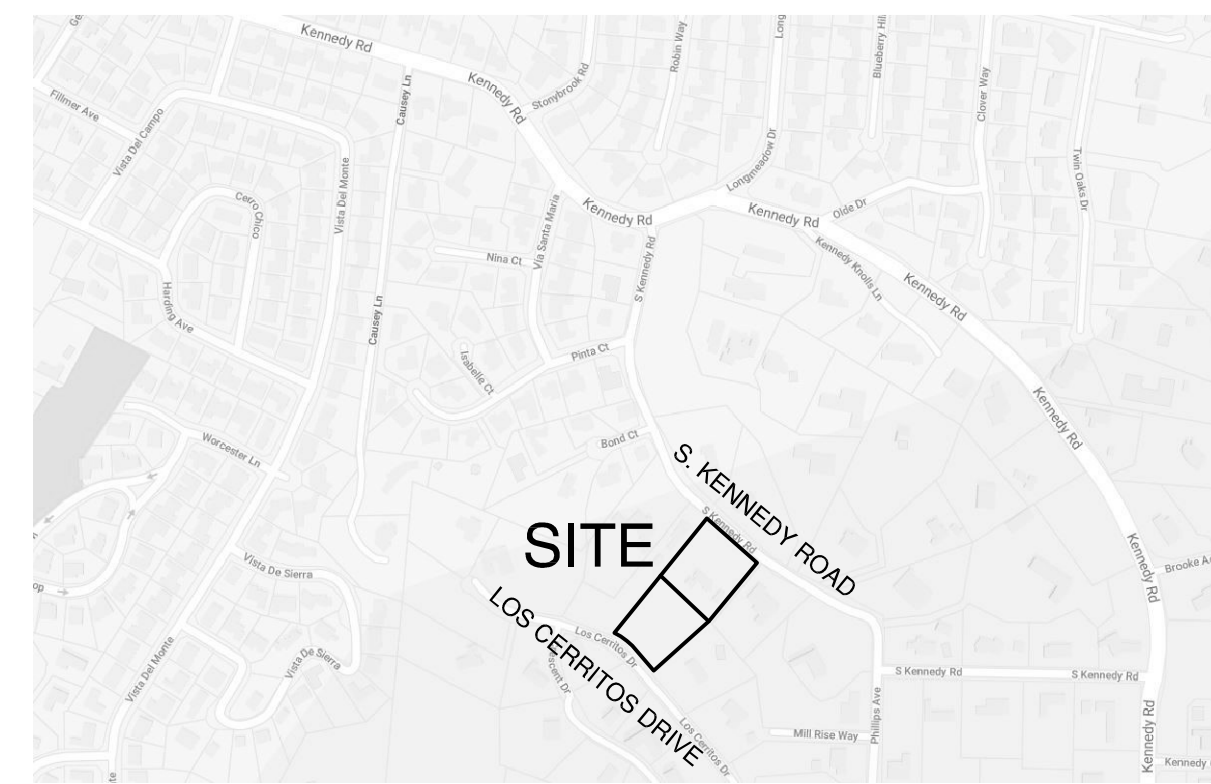 Kennedy Rd
Robin Way
Blueberry Hill
Long
Kennedy Rd
Stonybrook Rd
Causey Ln
Clover Way
Fillmer Ave
Vista Del Campo
Longmeadow Dr
Twin Oaks Dr
Vista Del Monte
Cerro Chico
Kennedy Rd
Kennedy Rd
Olde Dr
Via Santa Maria
Nina Ct
S Kennedy Rd
Kennedy Knolls Ln
Kennedy Rd
Harding Ave
Causey Ln
Isabelle Ct
Pinta Ct
Kennedy Rd
Worcester Ln
Bond Ct
S. KENNEDY ROAD
S Kennedy Rd
SITE
Kennedy Rd
Brooke
Vista De Sierra
LOS CERRITOS DRIVE
Los Cerritos Dr
Vista De Sierra
Vista Del Monte
scent Dr
S Kennedy Rd
S Kennedy Rd
Los Cerritos Dr
Mill Rise Way
Phillips Ave
Kennedy Rd
Kennedy